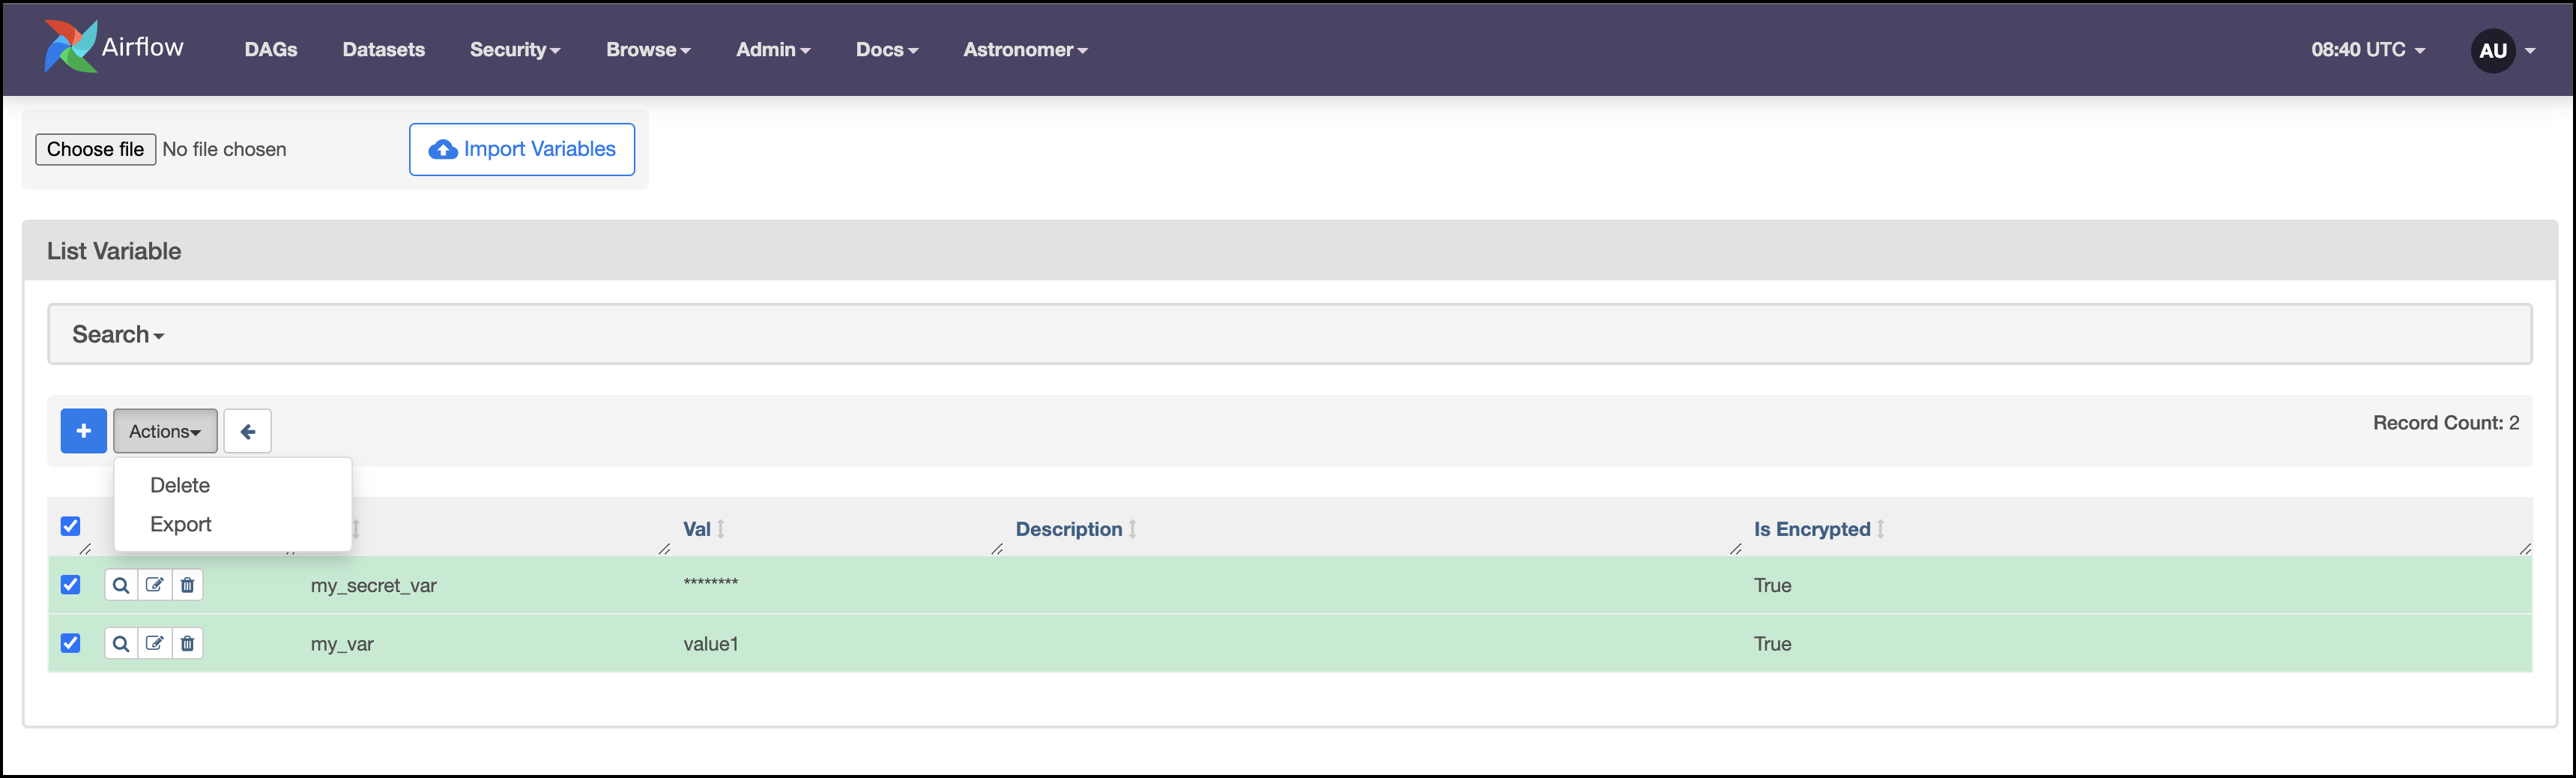 Airflow DAGs Datasets Security Browse Admin Docs Astronomer 08:40 UTC AU
Choose file No file chosen Import Variables
List Variable
Search
Actions Record Count: 2
Delete
Export
Val Description Is Encrypted
my_secret_var ******** True
my_var value1 True